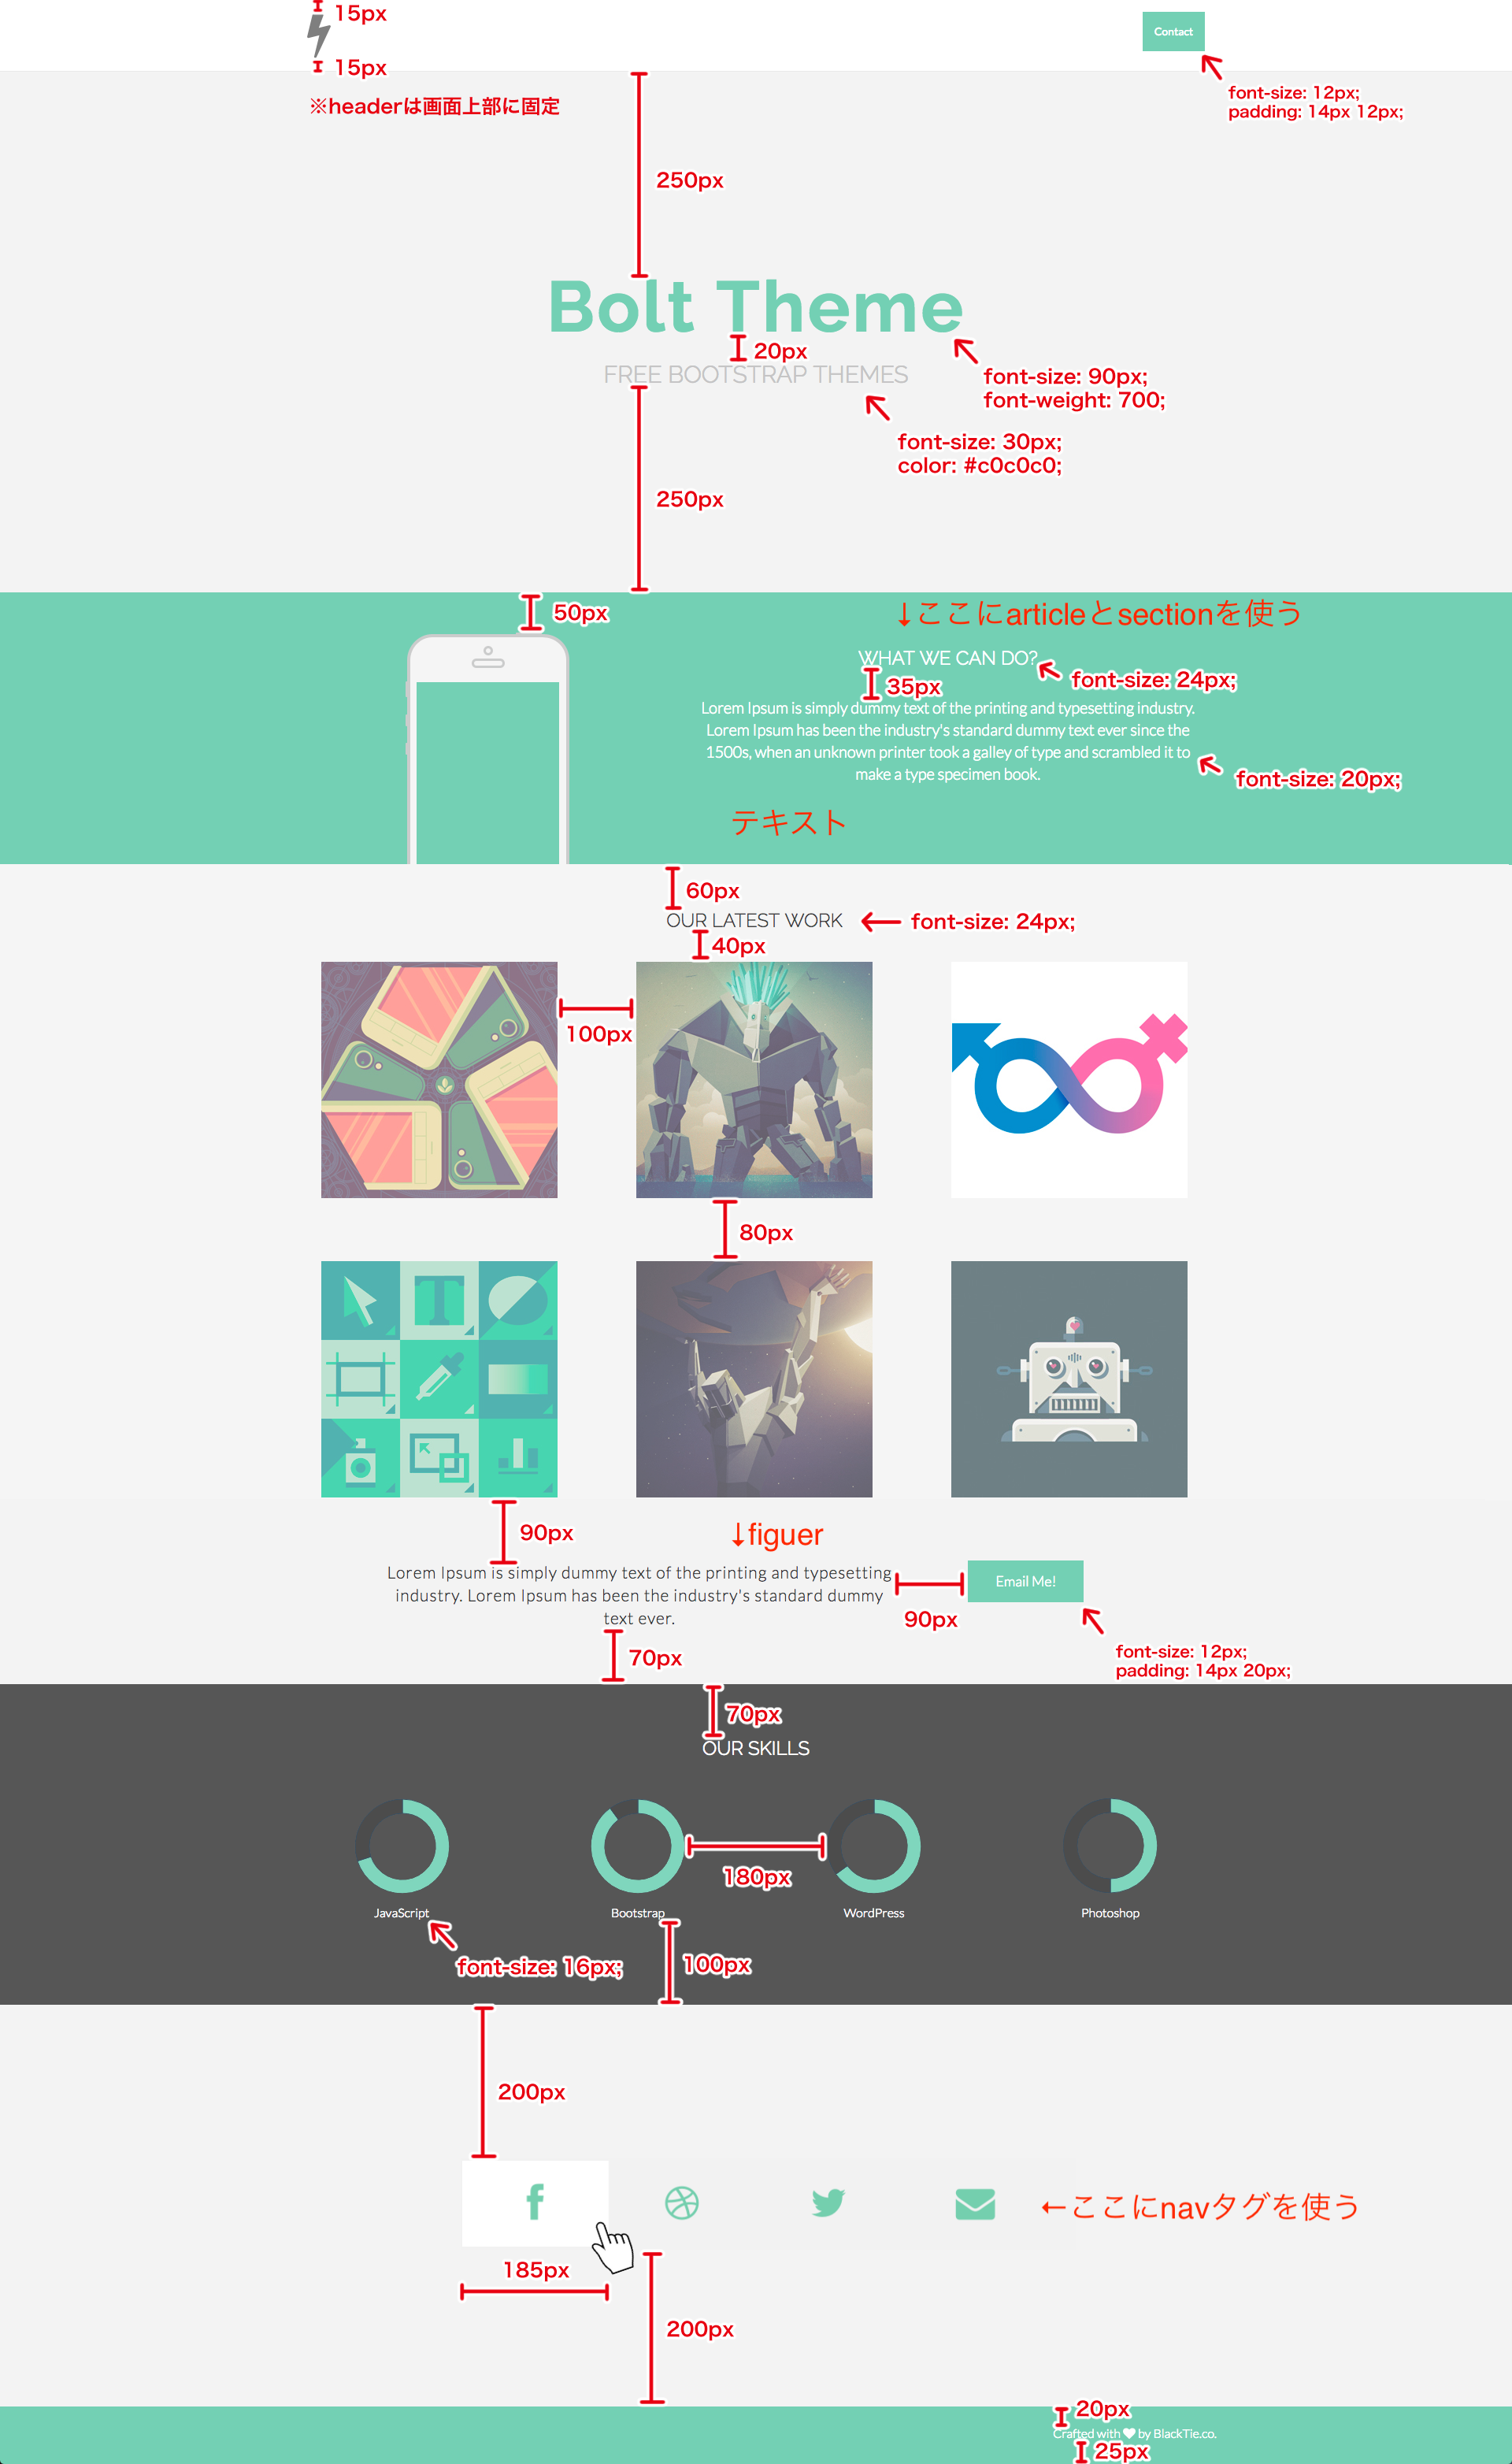 15px
Contact
15px
※headerは画面上部に固定
font-size: 12px;
padding: 14px 12px;
250px
Bolt Theme
20px
FREE BOOTSTRAP THEMES
font-size: 90px;
font-weight: 700;
font-size: 30px;
color: #c0c0c0;
250px
50px
↓ここにarticleとsectionを使う
WHAT WE CAN DO?
font-size: 24px;
35px
Lorem Ipsum is simply dummy text of the printing and typesetting industry.
Lorem Ipsum has been the industry's standard dummy text ever since the
1500s, when an unknown printer took a galley of type and scrambled it to
make a type specimen book.
font-size: 20px;
テキスト
60px
OUR LATEST WORK
font-size: 24px;
40px
100px
80px
T
90px
↓figuer
Lorem Ipsum is simply dummy text of the printing and typesetting
industry. Lorem Ipsum has been the industry's standard dummy
text ever.
Email Me!
90px
70px
font-size: 12px;
padding: 14px 20px;
70px
OUR SKILLS
180px
JavaScript
Bootstrap
WordPress
Photoshop
font-size: 16px;
100px
200px
←ここにnavタグを使う
185px
200px
20px
Crafted with ♥ by BlackTie.co.
25px